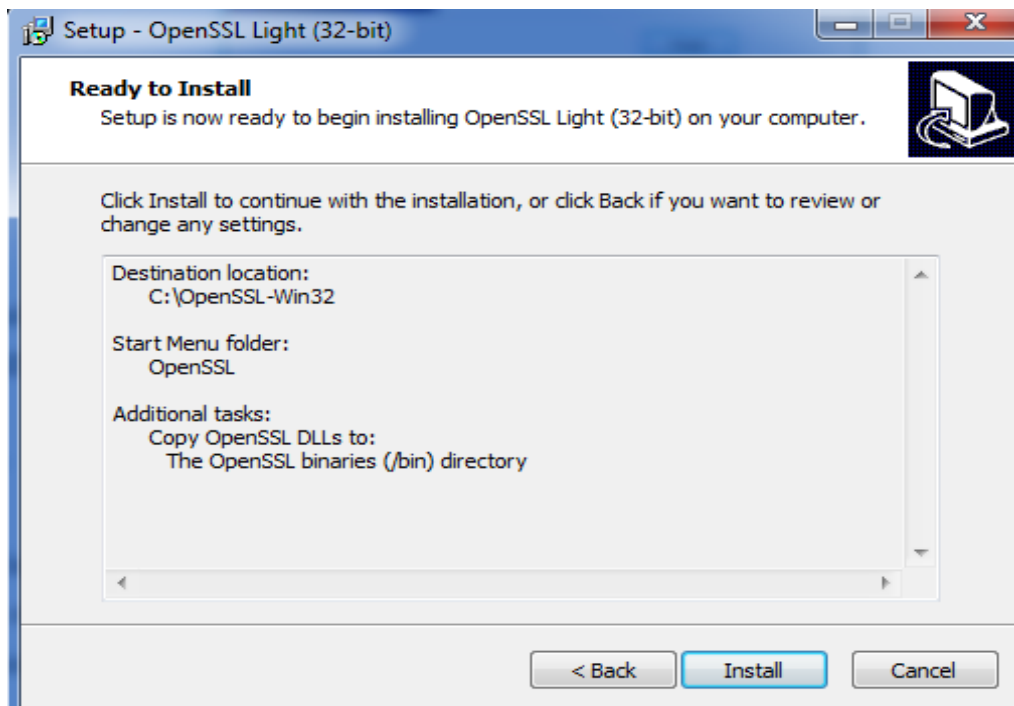 Setup - OpenSSL Light (32-bit)
Ready to Install
Setup is now ready to begin installing OpenSSL Light (32-bit) on your computer.
Click Install to continue with the installation, or click Back if you want to review or
change any settings.
Destination location:
C:\OpenSSL-Win32
Start Menu folder:
OpenSSL
Additional tasks:
Copy OpenSSL DLLs to:
The OpenSSL binaries (/bin) directory
< Back
Install
Cancel